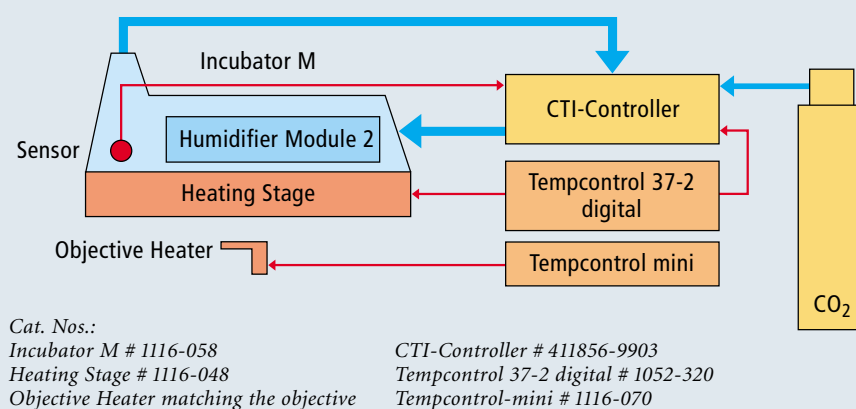 Incubator M
CTI-Controller
Sensor
Humidifier Module 2
Heating Stage
Tempcontrol 37-2
digital
Objective Heater
Tempcontrol mini
CO₂
Cat. Nos.:
Incubator M # 1116-058
Heating Stage # 1116-048
Objective Heater matching the objective
CTI-Controller # 411856-9903
Tempcontrol 37-2 digital # 1052-320
Tempcontrol-mini # 1116-070